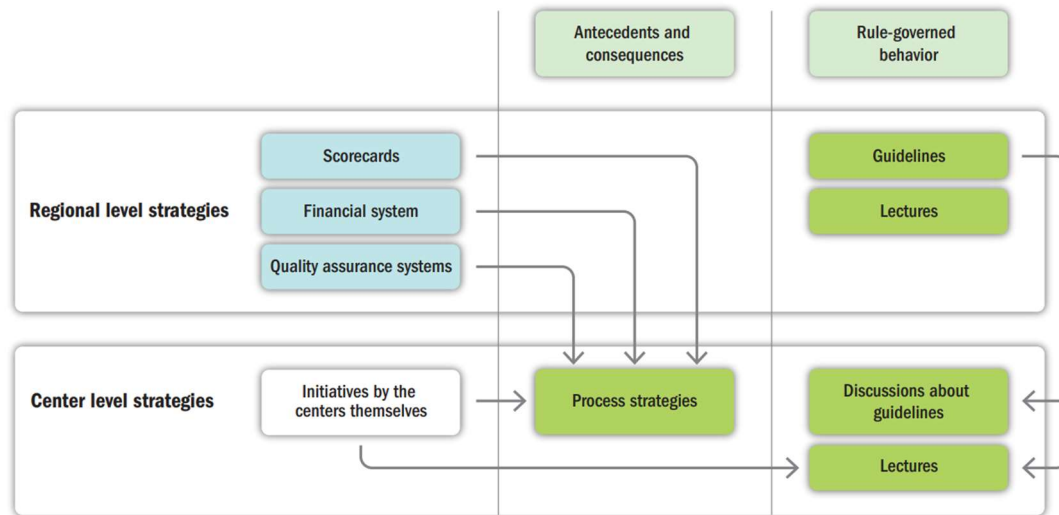 Antecedents and
consequences
Rule-governed
behavior
Regional level strategies
Scorecards
Financial system
Quality assurance systems
Guidelines
Lectures
Center level strategies
Initiatives by the
centers themselves
Process strategies
Discussions about
guidelines
Lectures